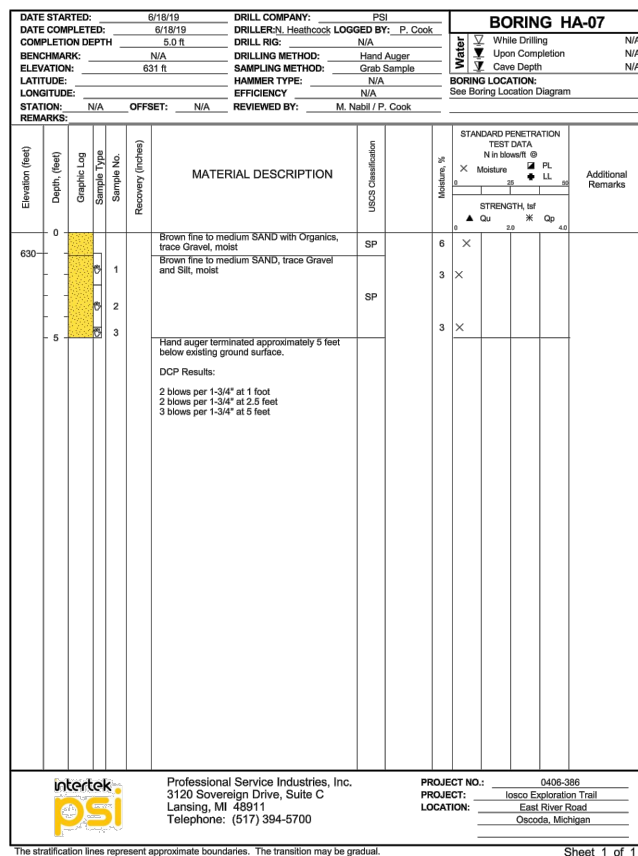 DATE STARTED: 6/18/19 DRILL COMPANY: PSI
DATE COMPLETED: 6/18/19 DRILLER:N. Heathcock LOGGED BY: P. Cook
COMPLETION DEPTH 5.0 ft DRILL RIG: N/A
BENCHMARK: N/A DRILLING METHOD: Hand Auger
ELEVATION: 631 ft SAMPLING METHOD: Grab Sample
LATITUDE: HAMMER TYPE: N/A
LONGITUDE: EFFICIENCY N/A
STATION: N/A OFFSET: N/A REVIEWED BY: M. Nabil / P. Cook
REMARKS:
BORING HA-07
Water
While Drilling N/A
Upon Completion N/A
Cave Depth N/A
BORING LOCATION:
See Boring Location Diagram
Elevation (feet)
Depth, (feet)
Graphic Log
Sample Type
Sample No.
Recovery (inches)
MATERIAL DESCRIPTION
USCS Classification
Moisture, %
STANDARD PENETRATION
TEST DATA
N in blows/ft ◎
× Moisture PL
LL
0 25 50
STRENGTH, tsf
▲ Qu ✳ Qp
0 2.0 4.0
Additional
Remarks
0
630
5
Brown fine to medium SAND with Organics,
trace Gravel, moist
SP 6
Brown fine to medium SAND, trace Gravel
and Silt, moist
1 3
SP
2
3 3
Hand auger terminated approximately 5 feet
below existing ground surface.
DCP Results:
2 blows per 1-3/4" at 1 foot
2 blows per 1-3/4" at 2.5 feet
3 blows per 1-3/4" at 5 feet
intertek
psi
Professional Service Industries, Inc.
3120 Sovereign Drive, Suite C
Lansing, MI 48911
Telephone: (517) 394-5700
PROJECT NO.: 0406-386
PROJECT: Iosco Exploration Trail
LOCATION: East River Road
Oscoda, Michigan
The stratification lines represent approximate boundaries. The transition may be gradual. Sheet 1 of 1